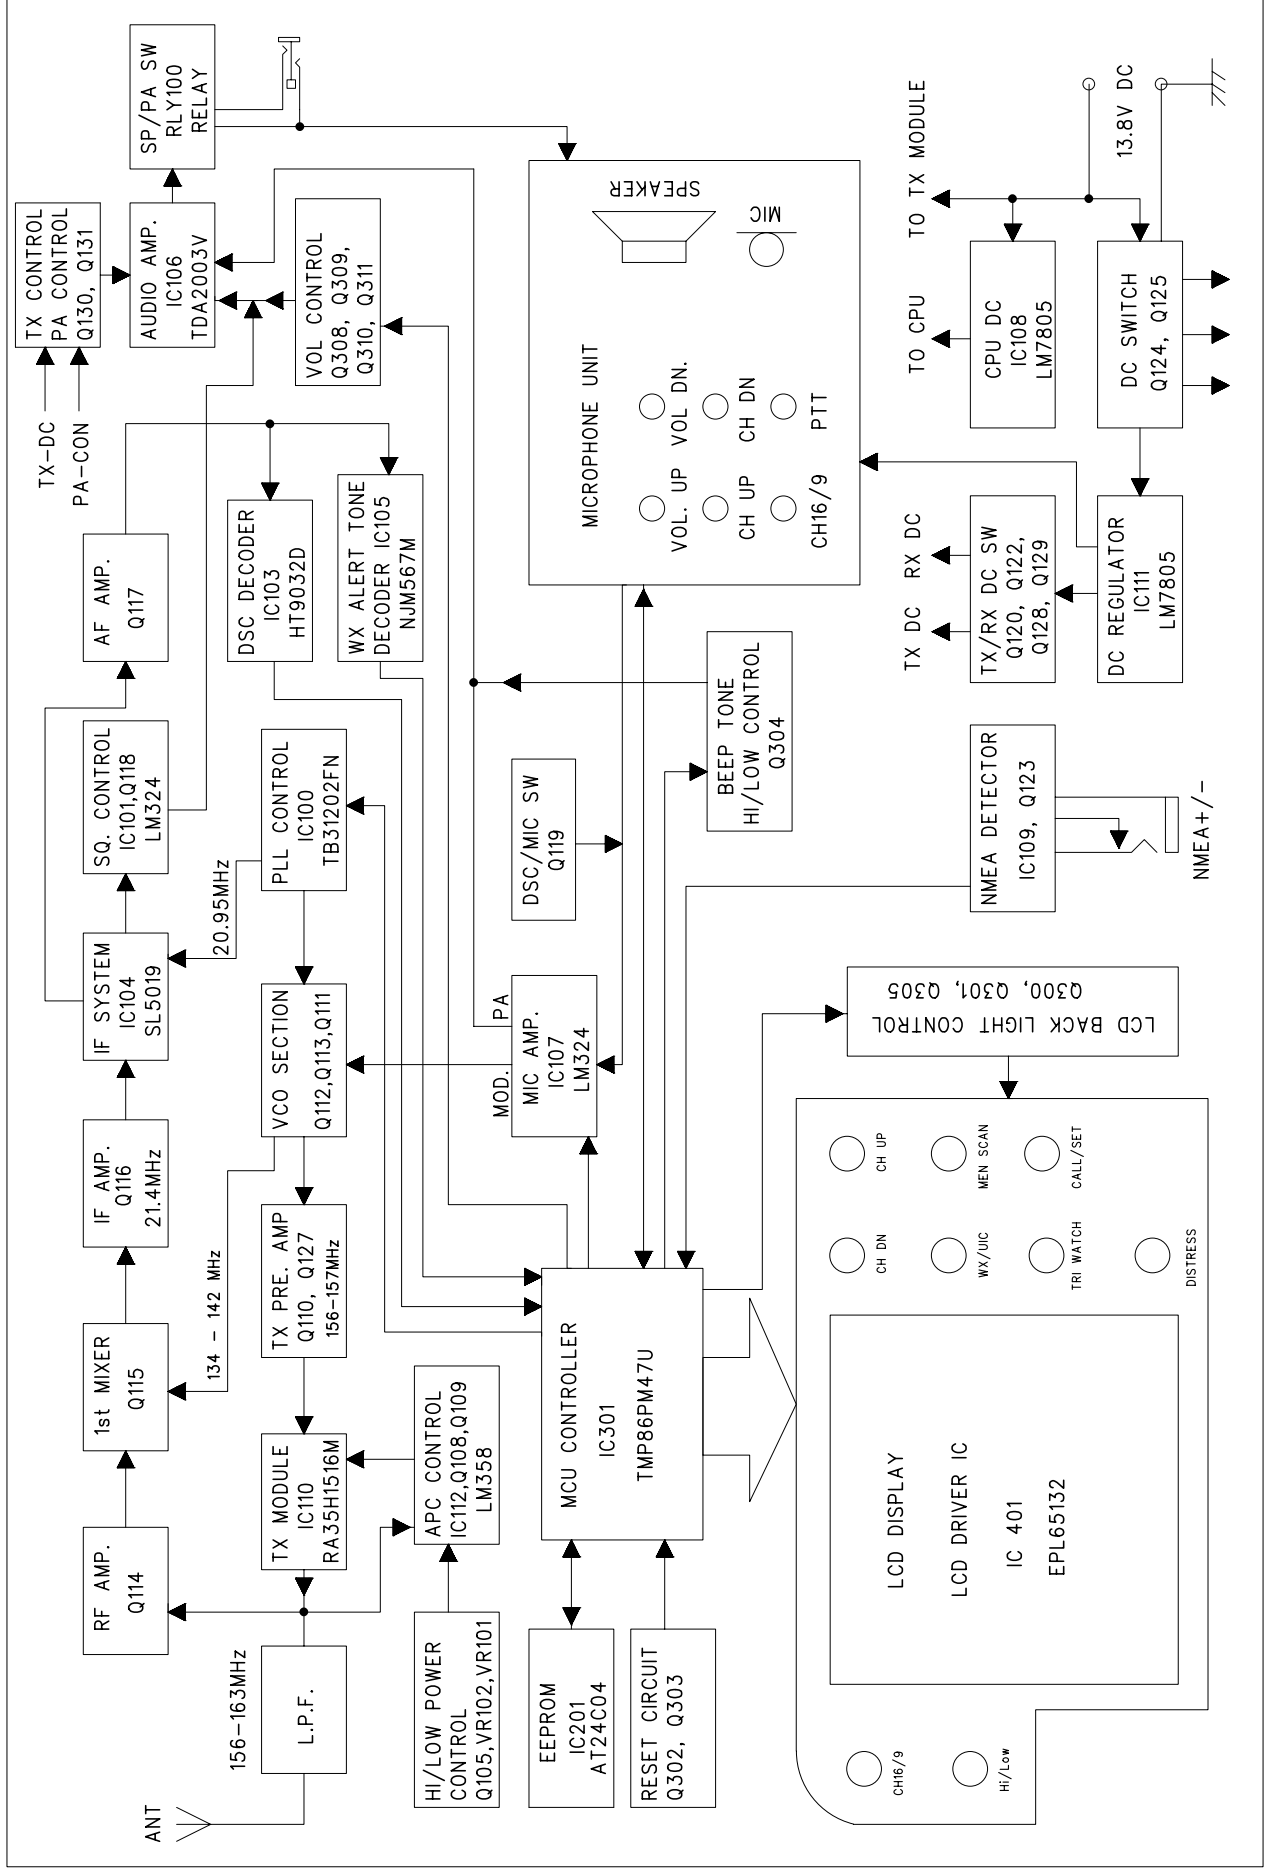 ANT
156-163MHz
L.P.F.
RF AMP.
Q114
1st MIXER
Q115
IF AMP.
Q116
21.4MHz
IF SYSTEM
IC104
SL5019
SQ. CONTROL
IC101,Q118
LM324
AF AMP.
Q117
TX-DC
PA-CON
TX CONTROL
PA CONTROL
Q130, Q131
AUDIO AMP.
IC106
TDA2003V
SP/PA SW
RLY100
RELAY
134 - 142 MHz
20.95MHz
TX MODULE
IC110
RA35H1516M
TX PRE. AMP
Q110, Q127
156-157MHz
VCO SECTION
Q112,Q113,Q111
PLL CONTROL
IC100
TB31202FN
DSC DECODER
IC103
HT9032D
WX ALERT TONE
DECODER IC105
NJM567M
VOL CONTROL
Q308, Q309,
Q310, Q311
HI/LOW POWER
CONTROL
Q105,VR102,VR101
APC CONTROL
IC112,Q108,Q109
LM358
MOD.
PA
MIC AMP.
IC107
LM324
DSC/MIC SW
Q119
EEPROM
IC201
AT24C04
RESET CIRCUIT
Q302, Q303
MCU CONTROLLER
IC301
TMP86PM47U
BEEP TONE
HI/LOW CONTROL
Q304
MICROPHONE UNIT
SPEAKER
MIC
VOL. UP
VOL DN.
CH UP
CH DN
CH16/9
PTT
CH16/9
Hi/Low
LCD DISPLAY
LCD DRIVER IC
IC 401
EPL65132
CH DN
CH UP
WX/UIC
MEN SCAN
TRI WATCH
CALL/SET
DISTRESS
LCD BACK LIGHT CONTROL
Q300, Q301, Q305
NMEA DETECTOR
IC109, Q123
NMEA+/-
TX DC
RX DC
TX/RX DC SW
Q120, Q122,
Q128, Q129
DC REGULATOR
IC111
LM7805
TO CPU
TO TX MODULE
CPU DC
IC108
LM7805
DC SWITCH
Q124, Q125
13.8V DC